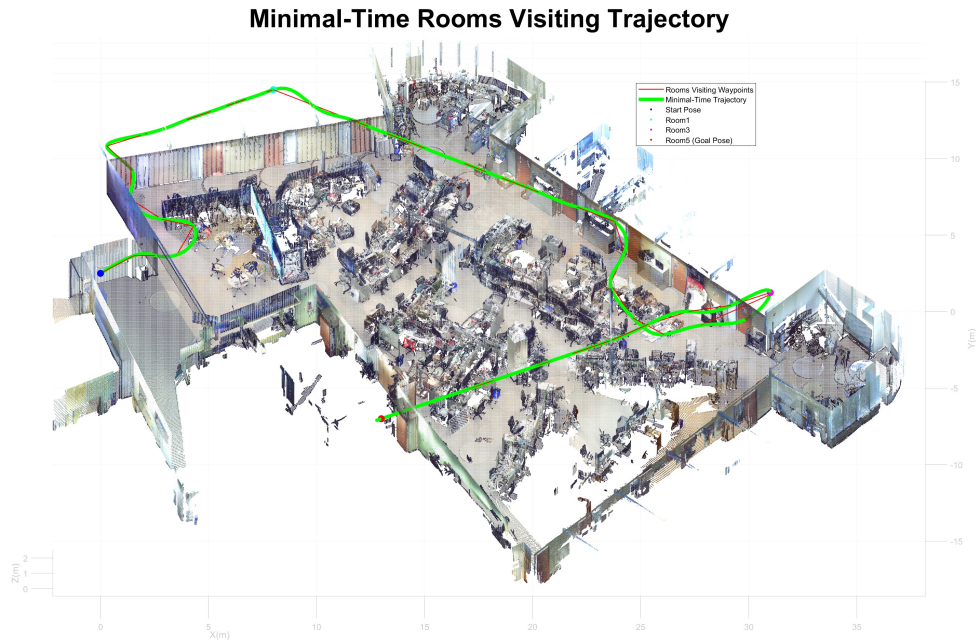 Minimal-Time Rooms Visiting Trajectory
Rooms Visiting Waypoints
Minimal-Time Trajectory
Start Pose
Room1
Room3
Room5 (Goal Pose)
15
10
5
0
-5
-10
-15
Y(m)
2
1
0
Z(m)
0
5
10
15
20
25
30
35
X(m)